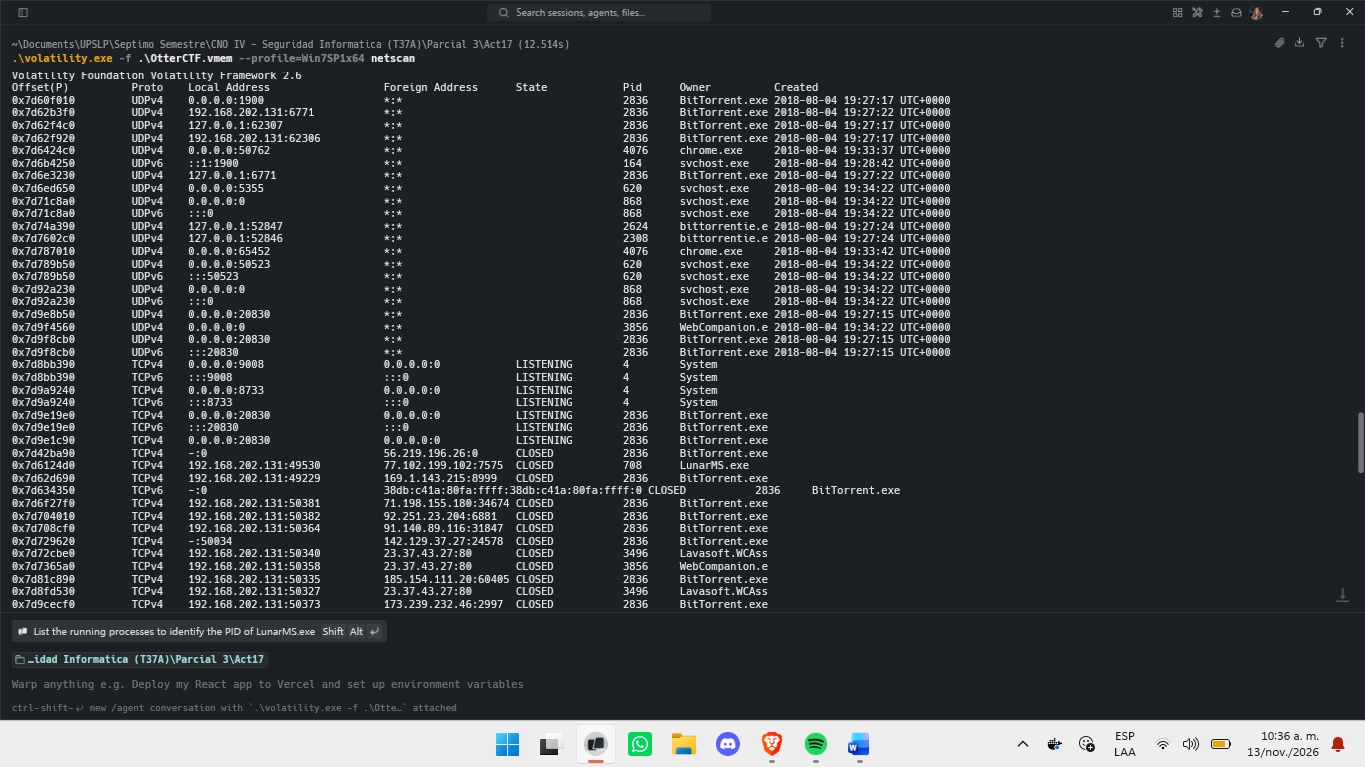 Search sessions, agents, files...
~\Documents\UPSLP\Septimo Semestre\CNO IV - Seguridad Informatica (T37A)\Parcial 3\Act17 (12.514s)
.\volatility.exe -f .\OtterCTF.vmem --profile=Win7SP1x64 netscan
Volatility Foundation Volatility Framework 2.6
Offset(P) Proto Local Address Foreign Address State Pid Owner Created
0x7d60f010 UDPv4 0.0.0.0:1900 *:* 2836 BitTorrent.exe 2018-08-04 19:27:17 UTC+0000
0x7d62b3f0 UDPv4 192.168.202.131:6771 *:* 2836 BitTorrent.exe 2018-08-04 19:27:22 UTC+0000
0x7d62f4c0 UDPv4 127.0.0.1:62307 *:* 2836 BitTorrent.exe 2018-08-04 19:27:17 UTC+0000
0x7d62f920 UDPv4 192.168.202.131:62306 *:* 2836 BitTorrent.exe 2018-08-04 19:27:17 UTC+0000
0x7d6424c0 UDPv4 0.0.0.0:50762 *:* 4076 chrome.exe 2018-08-04 19:33:37 UTC+0000
0x7d6b4250 UDPv6 ::1:1900 *:* 164 svchost.exe 2018-08-04 19:28:42 UTC+0000
0x7d6e3230 UDPv4 127.0.0.1:6771 *:* 2836 BitTorrent.exe 2018-08-04 19:27:22 UTC+0000
0x7d6ed650 UDPv4 0.0.0.0:5355 *:* 620 svchost.exe 2018-08-04 19:34:22 UTC+0000
0x7d71c8a0 UDPv4 0.0.0.0:0 *:* 868 svchost.exe 2018-08-04 19:34:22 UTC+0000
0x7d71c8a0 UDPv6 :::0 *:* 868 svchost.exe 2018-08-04 19:34:22 UTC+0000
0x7d74a390 UDPv4 127.0.0.1:52847 *:* 2624 bittorrentie.e 2018-08-04 19:27:24 UTC+0000
0x7d7602c0 UDPv4 127.0.0.1:52846 *:* 2308 bittorrentie.e 2018-08-04 19:27:24 UTC+0000
0x7d787010 UDPv4 0.0.0.0:65452 *:* 4076 chrome.exe 2018-08-04 19:33:42 UTC+0000
0x7d789b50 UDPv4 0.0.0.0:50523 *:* 620 svchost.exe 2018-08-04 19:34:22 UTC+0000
0x7d789b50 UDPv6 :::50523 *:* 620 svchost.exe 2018-08-04 19:34:22 UTC+0000
0x7d92a230 UDPv4 0.0.0.0:0 *:* 868 svchost.exe 2018-08-04 19:34:22 UTC+0000
0x7d92a230 UDPv6 :::0 *:* 868 svchost.exe 2018-08-04 19:34:22 UTC+0000
0x7d9e8b50 UDPv4 0.0.0.0:20830 *:* 2836 BitTorrent.exe 2018-08-04 19:27:15 UTC+0000
0x7d9f4560 UDPv4 0.0.0.0:0 *:* 3856 WebCompanion.e 2018-08-04 19:34:22 UTC+0000
0x7d9f8cb0 UDPv4 0.0.0.0:20830 *:* 2836 BitTorrent.exe 2018-08-04 19:27:15 UTC+0000
0x7d9f8cb0 UDPv6 :::20830 *:* 2836 BitTorrent.exe 2018-08-04 19:27:15 UTC+0000
0x7d8bb390 TCPv4 0.0.0.0:9008 0.0.0.0:0 LISTENING 4 System
0x7d8bb390 TCPv6 :::9008 :::0 LISTENING 4 System
0x7d9a9240 TCPv4 0.0.0.0:8733 0.0.0.0:0 LISTENING 4 System
0x7d9a9240 TCPv6 :::8733 :::0 LISTENING 4 System
0x7d9e19e0 TCPv4 0.0.0.0:20830 0.0.0.0:0 LISTENING 2836 BitTorrent.exe
0x7d9e19e0 TCPv6 :::20830 :::0 LISTENING 2836 BitTorrent.exe
0x7d9e1c90 TCPv4 0.0.0.0:20830 0.0.0.0:0 LISTENING 2836 BitTorrent.exe
0x7d42ba90 TCPv4 -:0 56.219.196.26:0 CLOSED 2836 BitTorrent.exe
0x7d6124d0 TCPv4 192.168.202.131:49530 77.102.199.102:7575 CLOSED 708 LunarMS.exe
0x7d62d690 TCPv4 192.168.202.131:49229 169.1.143.215:8999 CLOSED 2836 BitTorrent.exe
0x7d634350 TCPv6 -:0 38db:c41a:80fa:ffff:38db:c41a:80fa:ffff:0 CLOSED 2836 BitTorrent.exe
0x7d6f27f0 TCPv4 192.168.202.131:50381 71.198.155.180:34674 CLOSED 2836 BitTorrent.exe
0x7d704010 TCPv4 192.168.202.131:50382 92.251.23.204:6881 CLOSED 2836 BitTorrent.exe
0x7d708cf0 TCPv4 192.168.202.131:50364 91.140.89.116:31847 CLOSED 2836 BitTorrent.exe
0x7d729620 TCPv4 -:50034 142.129.37.27:24578 CLOSED 2836 BitTorrent.exe
0x7d72cbe0 TCPv4 192.168.202.131:50340 23.37.43.27:80 CLOSED 3496 Lavasoft.WCAss
0x7d7365a0 TCPv4 192.168.202.131:50358 23.37.43.27:80 CLOSED 3856 WebCompanion.e
0x7d81c890 TCPv4 192.168.202.131:50335 185.154.111.20:60405 CLOSED 2836 BitTorrent.exe
0x7d8fd530 TCPv4 192.168.202.131:50327 23.37.43.27:80 CLOSED 3496 Lavasoft.WCAss
0x7d9cecf0 TCPv4 192.168.202.131:50373 173.239.232.46:2997 CLOSED 2836 BitTorrent.exe
List the running processes to identify the PID of LunarMS.exe Shift Alt ⏎
…idad Informatica (T37A)\Parcial 3\Act17
Warp anything e.g. Deploy my React app to Vercel and set up environment variables
ctrl-shift-⏎ new /agent conversation with `.\volatility.exe -f .\Otte…` attached
ESP
LAA
10:36 a. m.
13/nov./2026